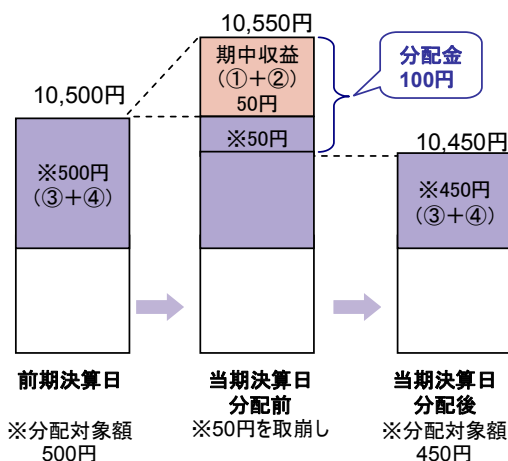 10,550円
期中収益
(①+②)
50円
分配金
100円
10,500円
※50円
10,450円
※500円
(③+④)
※450円
(③+④)
前期決算日
当期決算日
分配前
当期決算日
分配後
※分配対象額
500円
※50円を取崩し
※分配対象額
450円